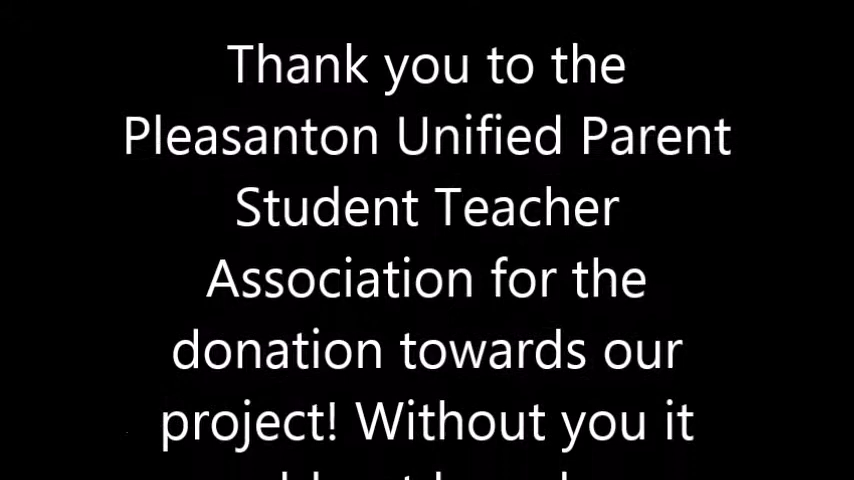 Thank you to the
Pleasanton Unified Parent
Student Teacher
Association for the
donation towards our
project! Without you it